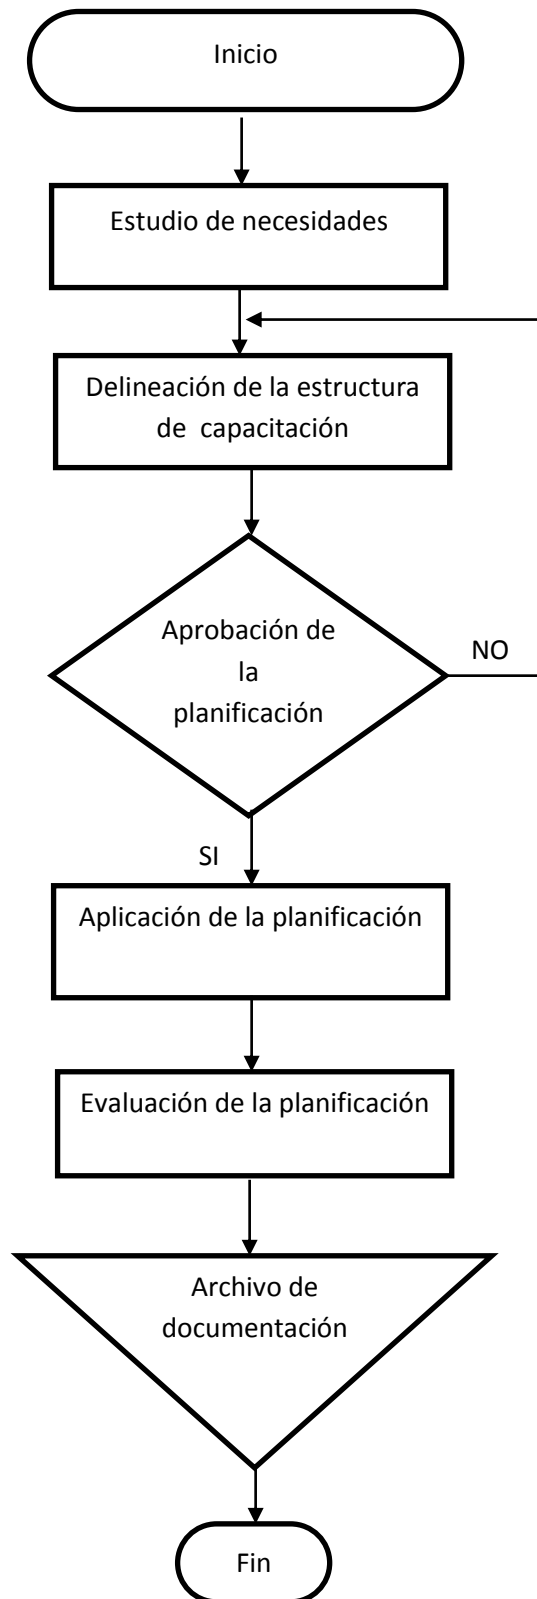 Inicio
Estudio de necesidades
Delineación de la estructura
de capacitación
Aprobación de
la
planificación
NO
SI
Aplicación de la planificación
Evaluación de la planificación
Archivo de
documentación
Fin